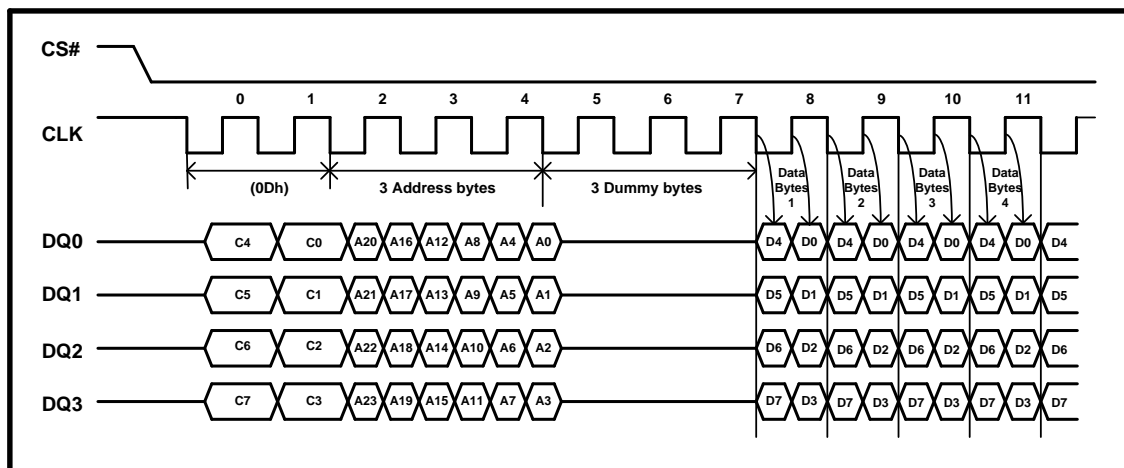 CS#
0 1 2 3 4 5 6 7 8 9 10 11
CLK
(0Dh) 3 Address bytes 3 Dummy bytes
Data Bytes 1
Data Bytes 2
Data Bytes 3
Data Bytes 4
DQ0 C4 C0 A20 A16 A12 A8 A4 A0 D4 D0 D4 D0 D4 D0 D4 D0 D4
DQ1 C5 C1 A21 A17 A13 A9 A5 A1 D5 D1 D5 D1 D5 D1 D5 D1 D5
DQ2 C6 C2 A22 A18 A14 A10 A6 A2 D6 D2 D6 D2 D6 D2 D6 D2 D6
DQ3 C7 C3 A23 A19 A15 A11 A7 A3 D7 D3 D7 D3 D7 D3 D7 D3 D7